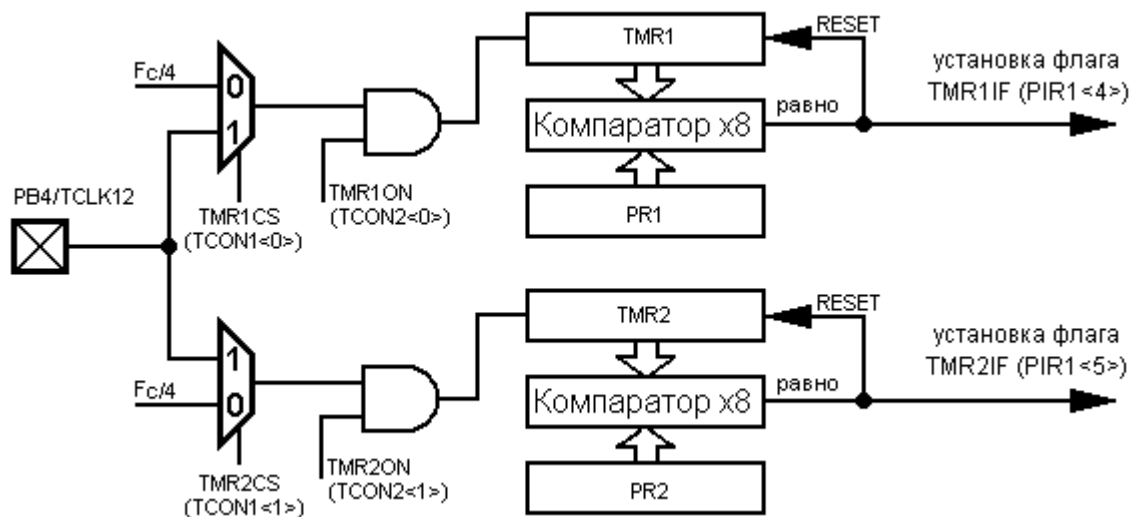 TMR1
RESET
Fc/4
0
1
Компаратор x8
равно
установка флага
TMR1IF (PIR1<4>)
PB4/TCLK12
TMR1CS
(TCON1<0>)
TMR1ON
(TCON2<0>)
PR1
TMR2
RESET
1
Fc/4
0
Компаратор x8
равно
установка флага
TMR2IF (PIR1<5>)
TMR2CS
(TCON1<1>)
TMR2ON
(TCON2<1>)
PR2